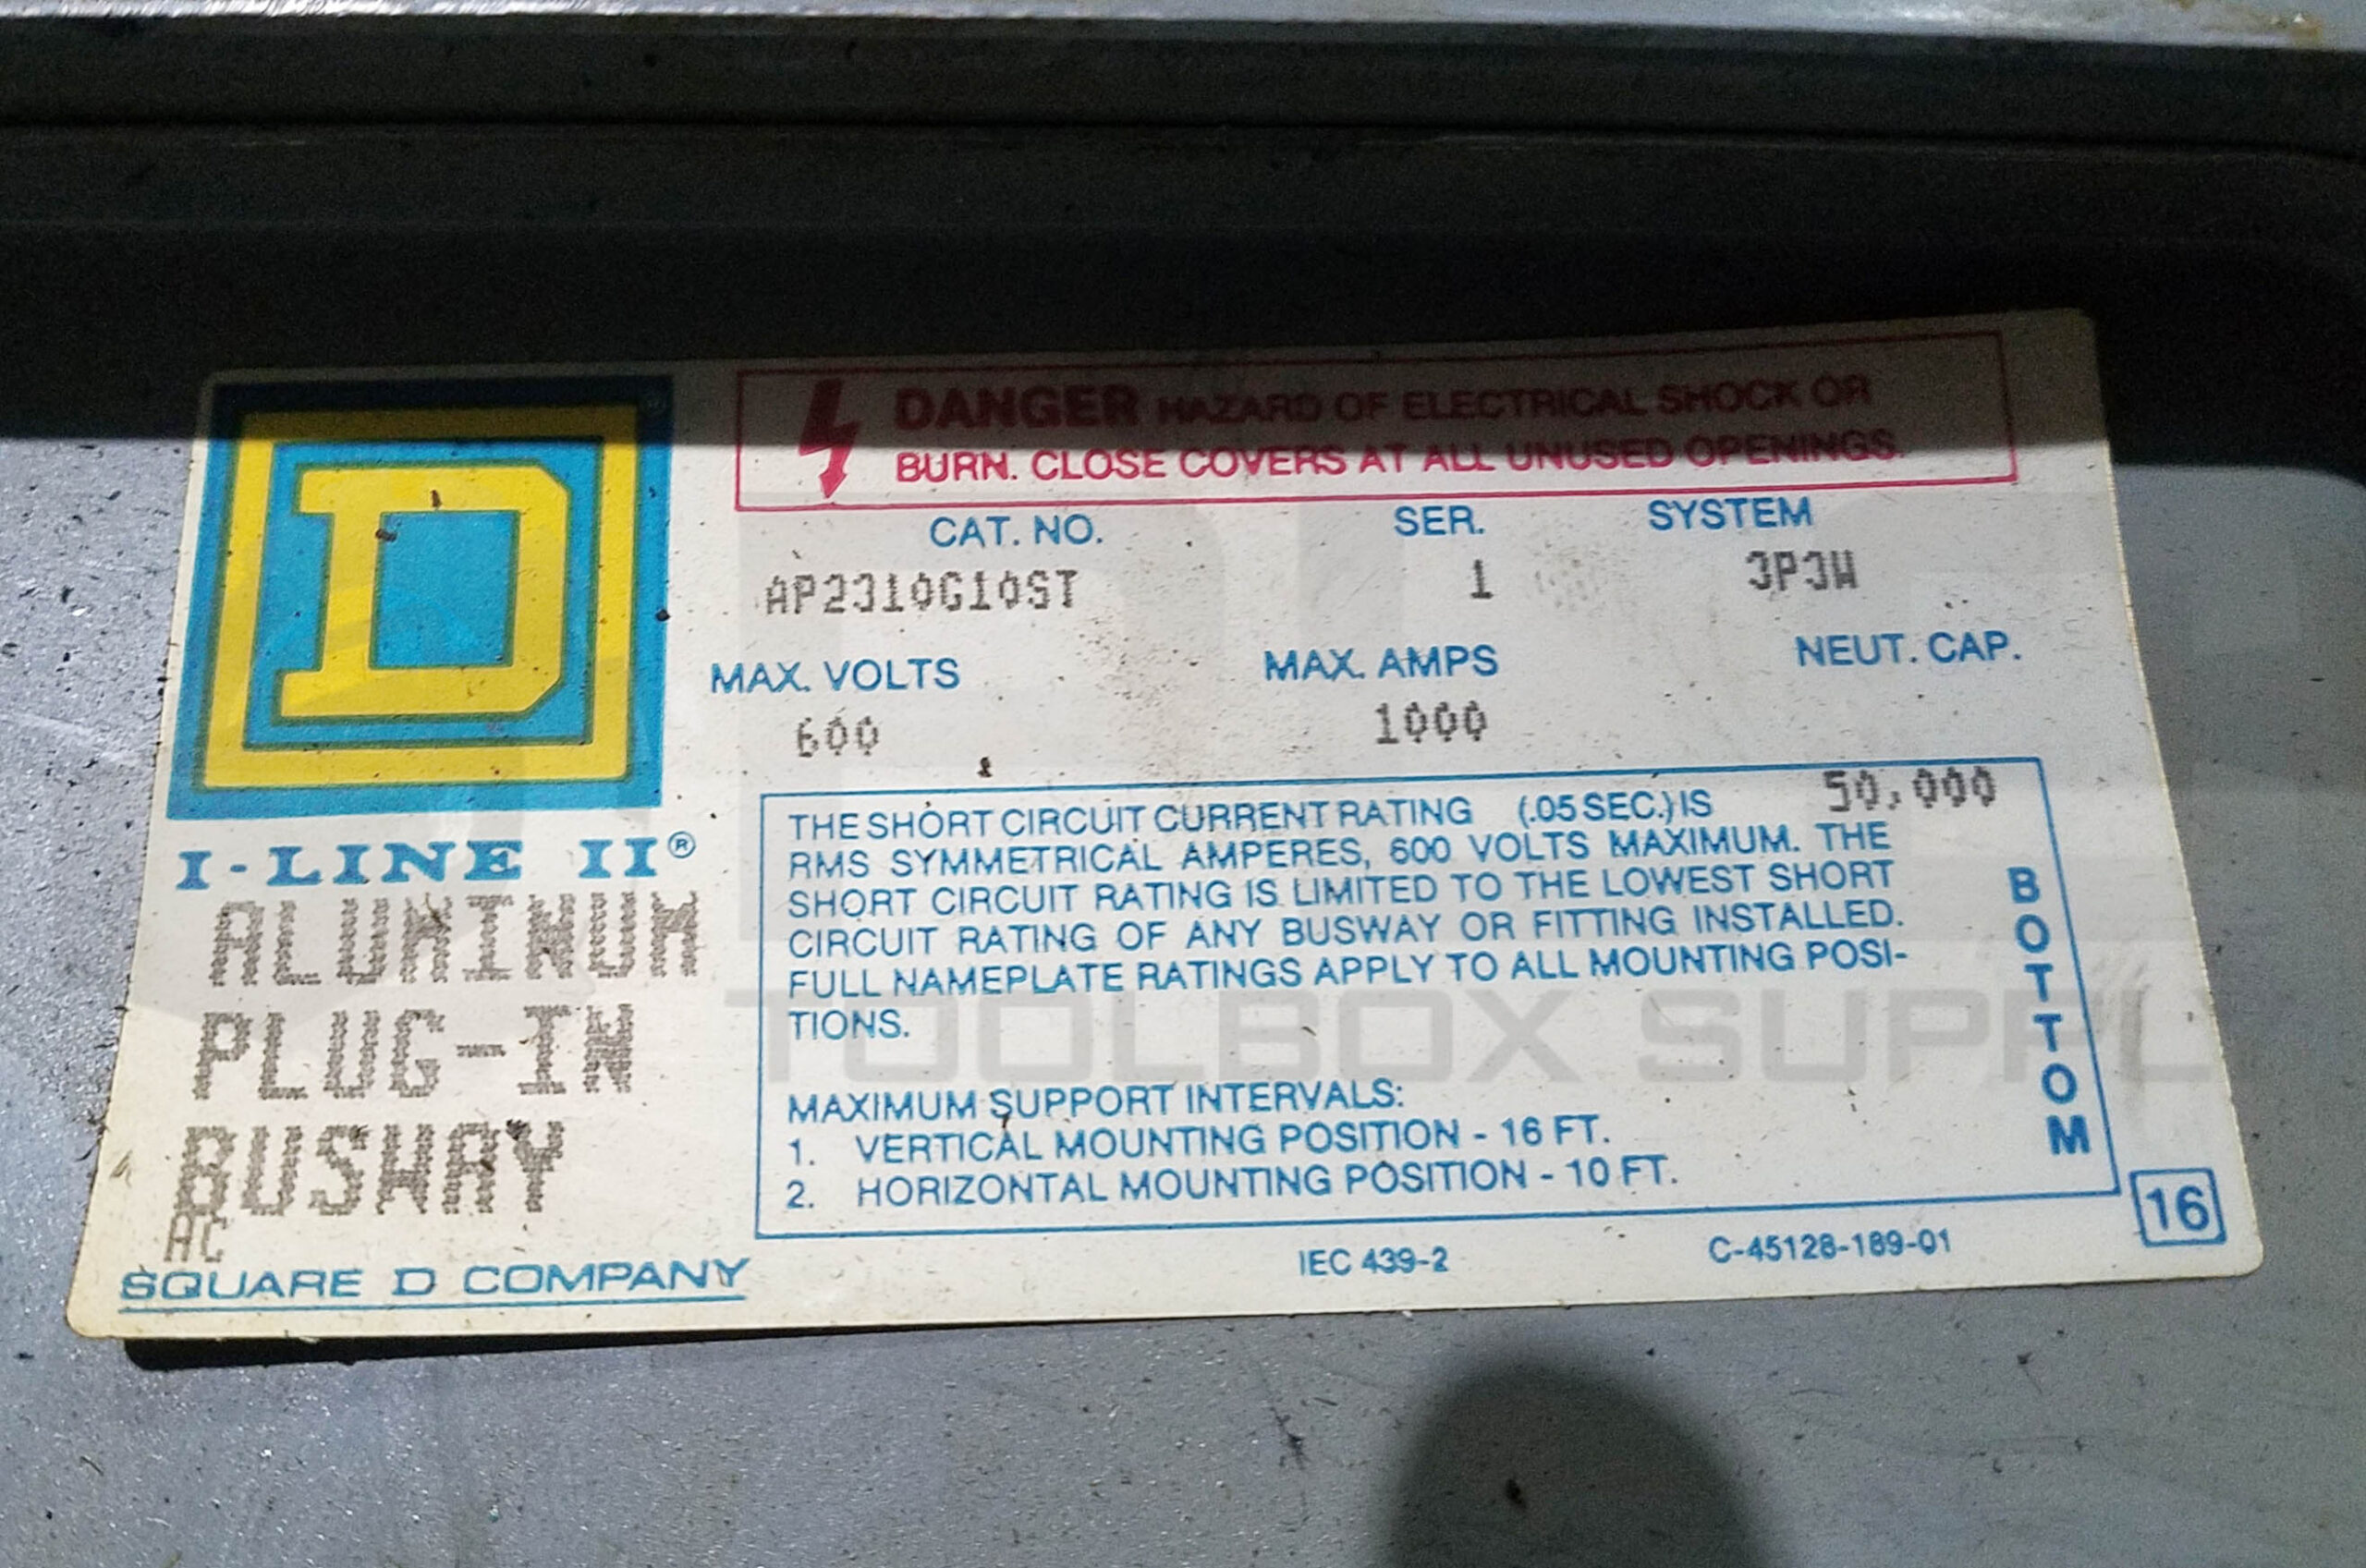 DANGER HAZARD OF ELECTRICAL SHOCK OR
BURN. CLOSE COVERS AT ALL UNUSED OPENINGS.
D
I-LINE II®
ALUMINUM
PLUG-IN
BUSWAY
AC
SQUARE D COMPANY
CAT. NO. SER. SYSTEM
AP2310G10ST 1 3P3W
MAX. VOLTS MAX. AMPS NEUT. CAP.
600 1000
THE SHORT CIRCUIT CURRENT RATING (.05 SEC.) IS 50,000
RMS SYMMETRICAL AMPERES, 600 VOLTS MAXIMUM. THE
SHORT CIRCUIT RATING IS LIMITED TO THE LOWEST SHORT
CIRCUIT RATING OF ANY BUSWAY OR FITTING INSTALLED.
FULL NAMEPLATE RATINGS APPLY TO ALL MOUNTING POSI-
TIONS.
MAXIMUM SUPPORT INTERVALS:
1. VERTICAL MOUNTING POSITION - 16 FT.
2. HORIZONTAL MOUNTING POSITION - 10 FT.
BOTTOM
16
IEC 439-2 C-45128-189-01
TOOLBOX SUPPLY